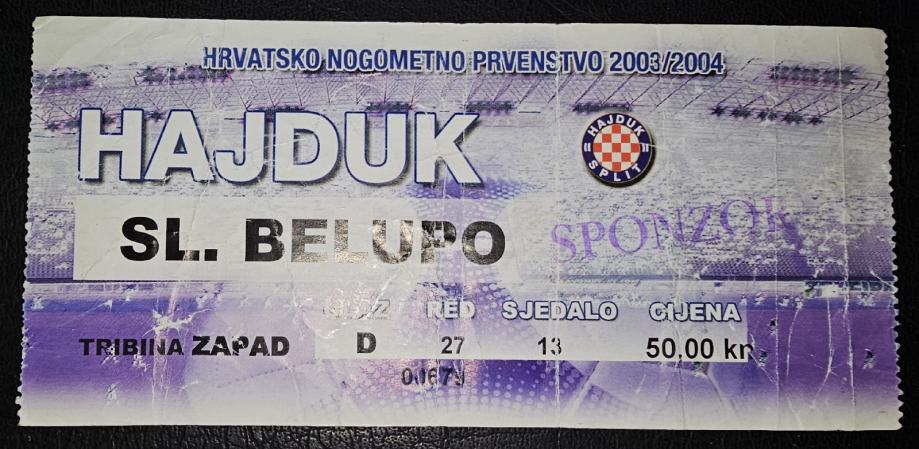 HRVATSKO NOGOMETNO PRVENSTVO 2003/2004
HAJDUK
HAJDUK
SPLIT
SL. BELUPO
SPONZOR
ULAZ RED SJEDALO CIJENA
TRIBINA ZAPAD D 27 13 50,00 kn
00679